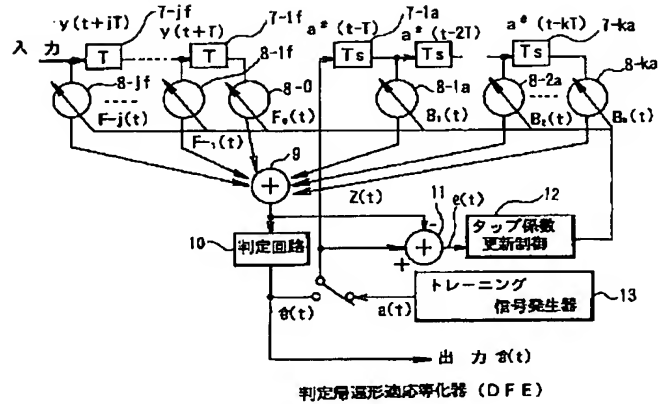 y(t+jT) 7-jf y(t+T) 7-1f a*(t-T) 7-1a a*(t-2T) a*(t-kT) 7-ka
入 力 T T Ts Ts Ts
8-jf 8-1f 8-0 8-1a 8-2a 8-ka
F-j(t) F-1(t) F₀(t) B₁(t) B₂(t)
9 + Z(t)
11 e(t) 12
10 判定回路 - + + タップ係数
更新制御
トレーニング
信号発生器 13
â(t) a(t)
出 力 â(t)
判定帰還形適応等化器(DFE)